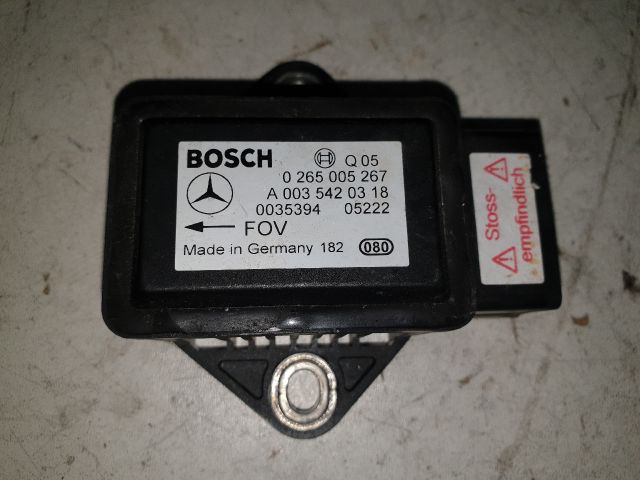 BOSCH Q 05
0 265 005 267
A 003 542 03 18
0035394 05222
FOV
Made in Germany 182 080
Stoss-
empfindlich